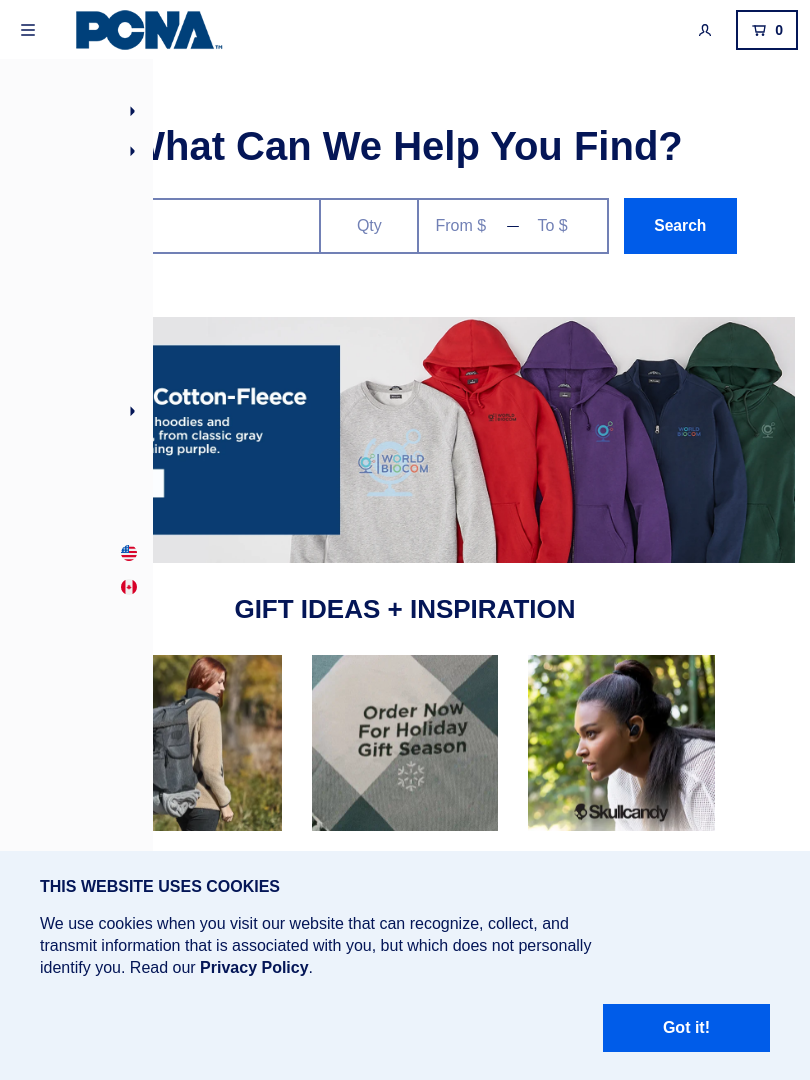 PCNA
0
What Can We Help You Find?
Qty
From $
—
To $
Search
Cotton-Fleece
hoodies and
from classic gray
purple.
WORLD
BIOCOM
WORLD
BIOCOM
GIFT IDEAS + INSPIRATION
Order Now
For Holiday
Gift Season
Skullcandy
THIS WEBSITE USES COOKIES
We use cookies when you visit our website that can recognize, collect, and
transmit information that is associated with you, but which does not personally
identify you. Read our Privacy Policy.
Got it!